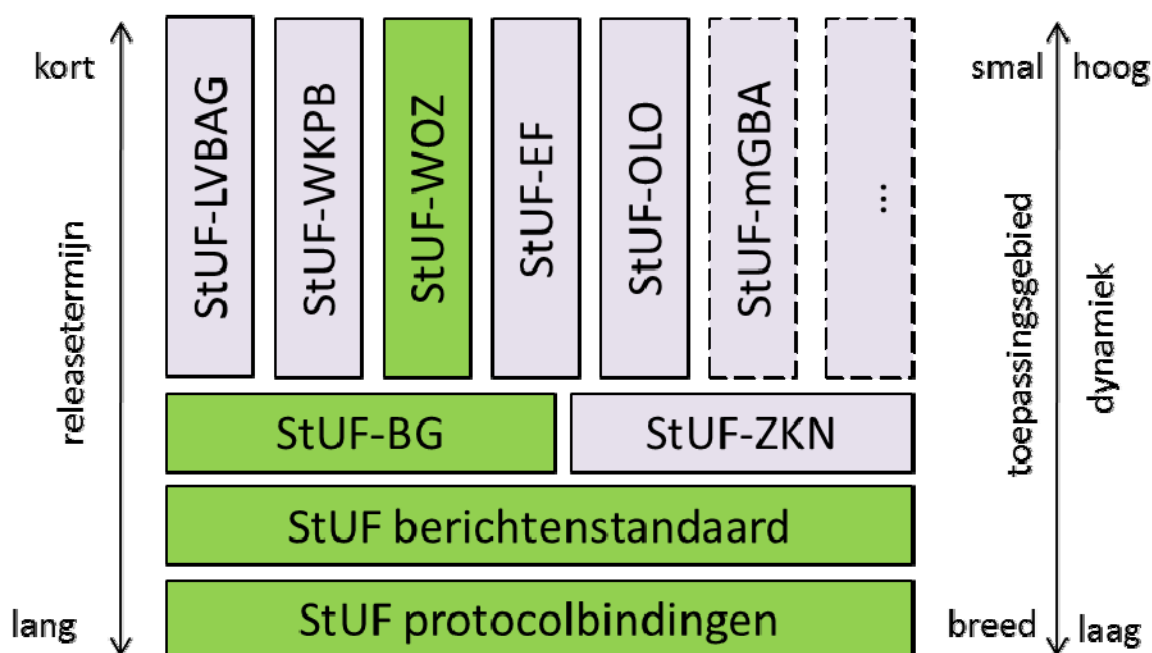 kort
smal
hoog
StUF-LVBAG
StUF-WKPB
StUF-WOZ
StUF-EF
StUF-OLO
StUF-mGBA
...
releasetermijn
toepassingsgebied
dynamiek
StUF-BG
StUF-ZKN
StUF berichtenstandaard
StUF protocolbindingen
lang
breed
laag